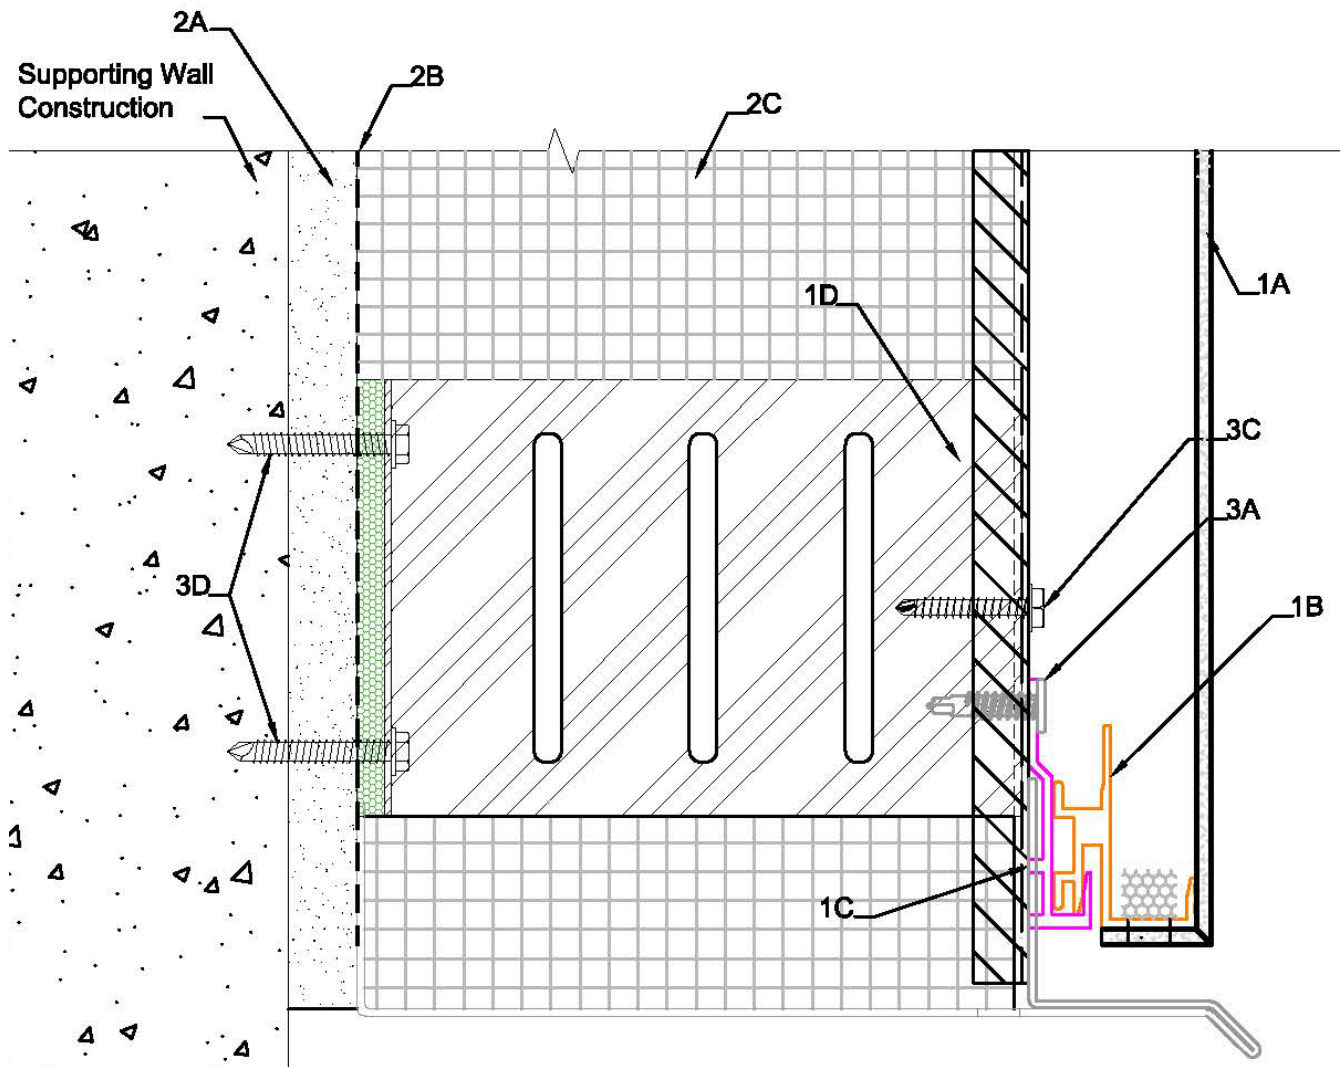 2A
Supporting Wall
Construction
2B
2C
1A
1D
3C
3A
3D
1B
1C